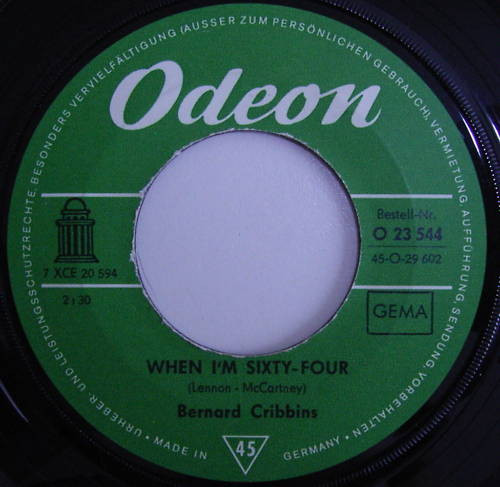 URHEBER- UND LEISTUNGSSCHUTZRECHTE, BESONDERS VERVIELFÄLTIGUNG (AUSSER ZUM PERSÖNLICHEN GEBRAUCH), VERMIETUNG, AUFFÜHRUNG, SENDUNG, VORBEHALTEN
Odeon
Bestell-Nr.
O 23 544
45-O-29 602
7 XCE 20 594
2:30
GEMA
WHEN I'M SIXTY-FOUR
(Lennon - McCartney)
Bernard Cribbins
• MADE IN 45 GERMANY •